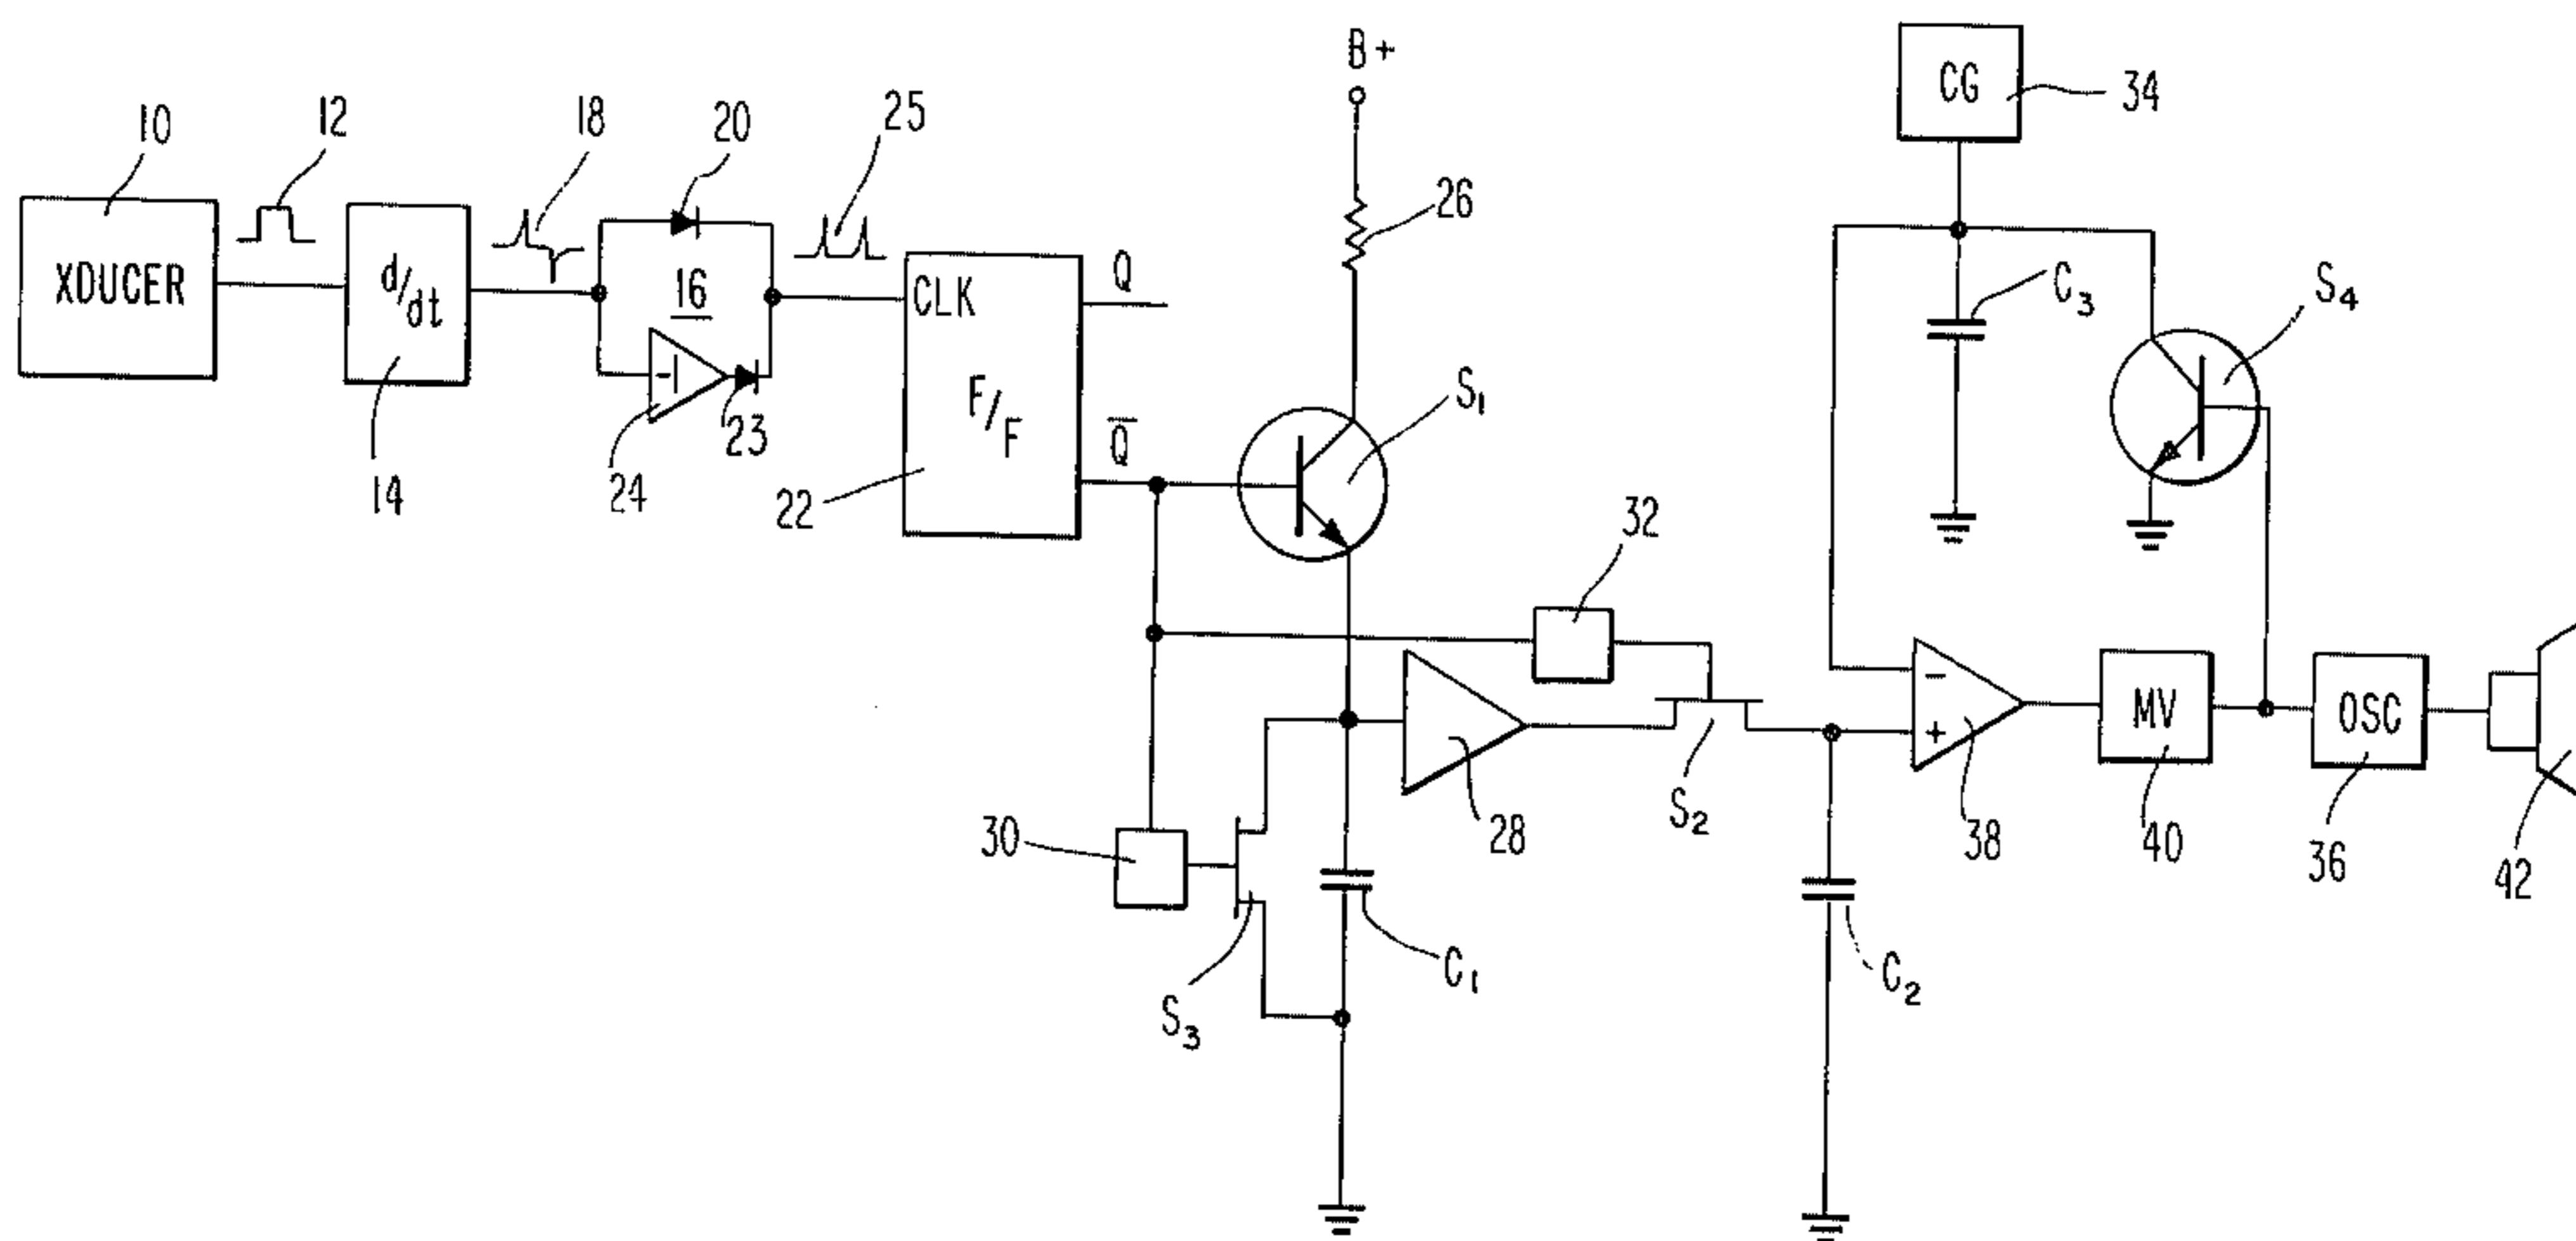 B+
CG
34
10
12
18
20
25
26
C₃
S₄
XDUCER
d/dt
16
-1
CLK
Q
F/F
Q̅
S₁
14
24
23
22
32
30
28
S₂
-
+
38
MV
40
OSC
36
42
S₃
C₁
C₂